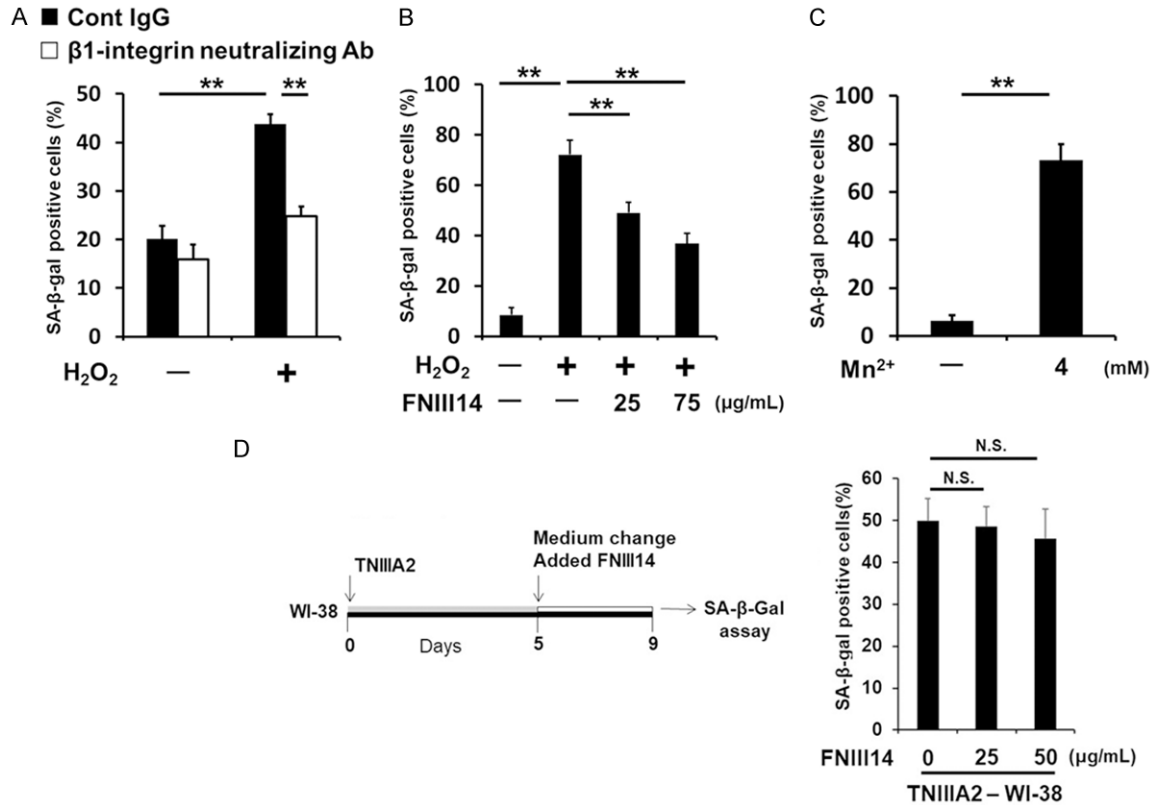 A
■ Cont IgG
□ β1-integrin neutralizing Ab
**
**
SA-β-gal positive cells (%)
50
40
30
20
10
0
H₂O₂
—
+
B
**
**
**
SA-β-gal positive cells (%)
100
80
60
40
20
0
H₂O₂ — + + +
FNIII14 — — 25 75 (μg/mL)
C
**
SA-β-gal positive cells (%)
100
80
60
40
20
0
Mn²⁺ — 4 (mM)
D
TNIIIA2
Medium change
Added FNIII14
WI-38
0
Days
5
9
SA-β-Gal
assay
N.S.
N.S.
SA-β-gal positive cells(%)
60
50
40
30
20
10
0
FNIII14 0 25 50 (μg/mL)
TNIIIA2 – WI-38